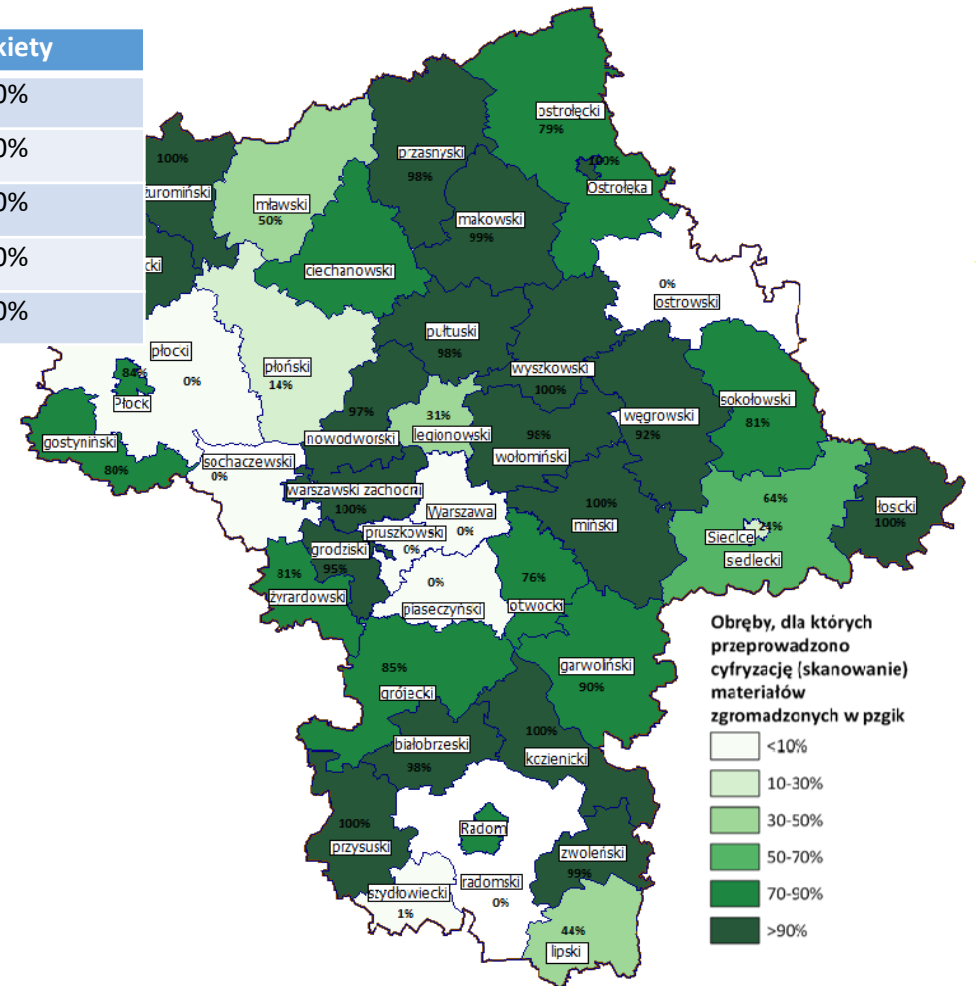 kiety
0%
0%
0%
0%
0%
ostrołęcki
79%
100%
Ostrołęka
przasnyski
98%
100%
żuromiński
mławski
50%
makowski
99%
cki
ciechanowski
0%
ostrowski
pułtuski
98%
płocki
0%
płoński
14%
wyszkowski
100%
84%
Płock
sokołowski
81%
węgrowski
92%
97%
nowodworski
31%
legionowski
98%
wołomiński
gostyniński
80%
sochaczewski
0%
warszawski zachodni
100%
Warszawa
0%
100%
miński
64%
Siedlce
21%
siedlecki
łosicki
100%
pruszkowski
0%
grodziski
95%
81%
żyrardowski
0%
piaseczyński
76%
otwocki
garwoliński
90%
85%
grójecki
białobrzeski
98%
100%
kozienicki
100%
przysuski
Radom
zwoleński
99%
szydłowiecki
1%
radomski
0%
44%
lipski
Obręby, dla których
przeprowadzono
cyfryzację (skanowanie)
materiałów
zgromadzonych w pzgik
<10%
10-30%
30-50%
50-70%
70-90%
>90%